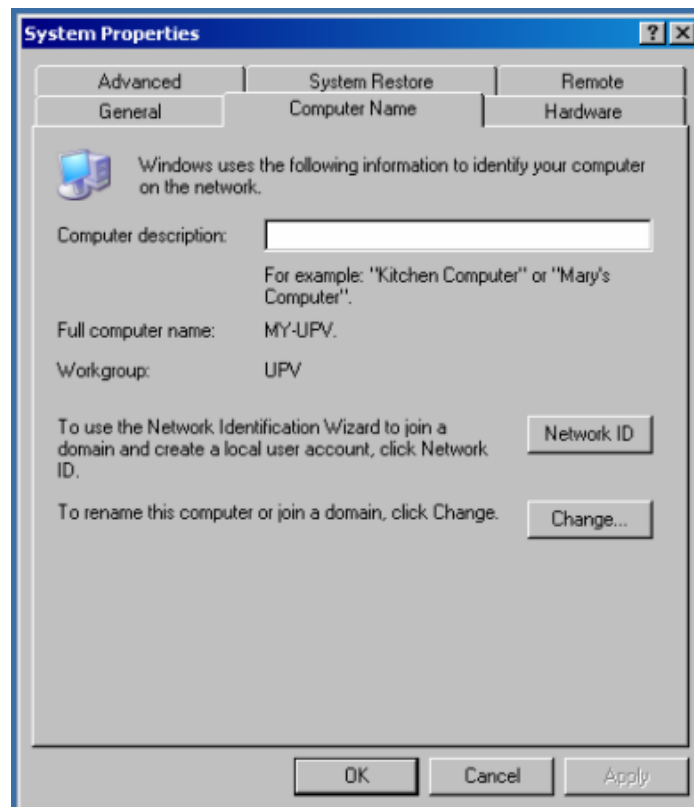 System Properties
Advanced
System Restore
Remote
General
Computer Name
Hardware
Windows uses the following information to identify your computer
on the network.
Computer description:
For example: "Kitchen Computer" or "Mary's
Computer".
Full computer name:
MY-UPV.
Workgroup:
UPV
To use the Network Identification Wizard to join a
domain and create a local user account, click Network
ID.
Network ID
To rename this computer or join a domain, click Change.
Change...
OK
Cancel
Apply